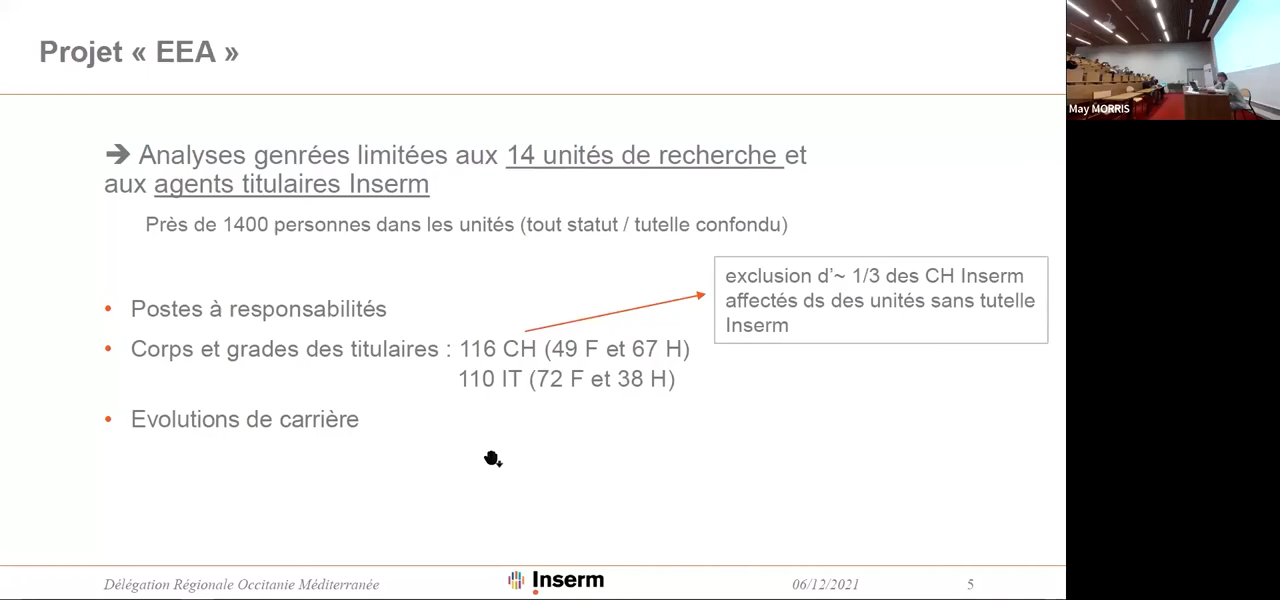 Projet « EEA »
May MORRIS
➔ Analyses genrées limitées aux 14 unités de recherche et
aux agents titulaires Inserm
Près de 1400 personnes dans les unités (tout statut / tutelle confondu)
exclusion d'~ 1/3 des CH Inserm
affectés ds des unités sans tutelle
Inserm
• Postes à responsabilités
• Corps et grades des titulaires : 116 CH (49 F et 67 H)
110 IT (72 F et 38 H)
• Evolutions de carrière
Délégation Régionale Occitanie Méditerranée
Inserm
06/12/2021
5